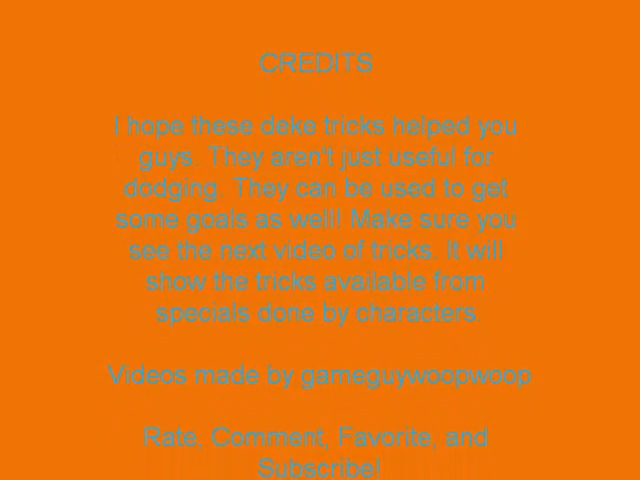 CREDITS
I hope these deke tricks helped you
guys. They aren't just useful for
dodging. They can be used to get
some goals as well! Make sure you
see the next video of tricks. It will
show the tricks available from
specials done by characters.
Videos made by gameguywoopwoop
Rate, Comment, Favorite, and
Subscribe!